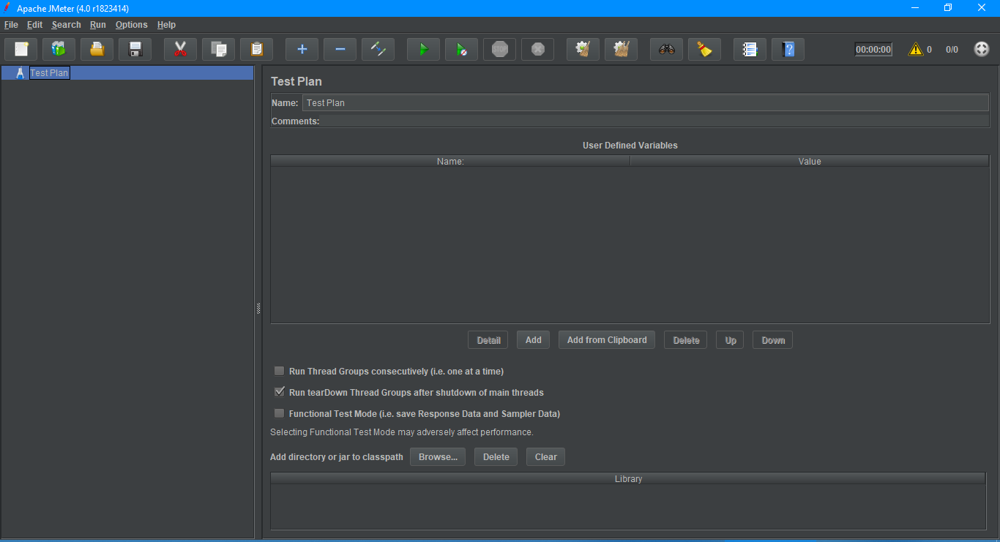 Apache JMeter (4.0 r1823414)
File Edit Search Run Options Help
STOP
?
00:00:00
0
0/0
Test Plan
Test Plan
Name: Test Plan
Comments:
User Defined Variables
Name: Value
Detail Add Add from Clipboard Delete Up Down
Run Thread Groups consecutively (i.e. one at a time)
Run tearDown Thread Groups after shutdown of main threads
Functional Test Mode (i.e. save Response Data and Sampler Data)
Selecting Functional Test Mode may adversely affect performance.
Add directory or jar to classpath Browse... Delete Clear
Library